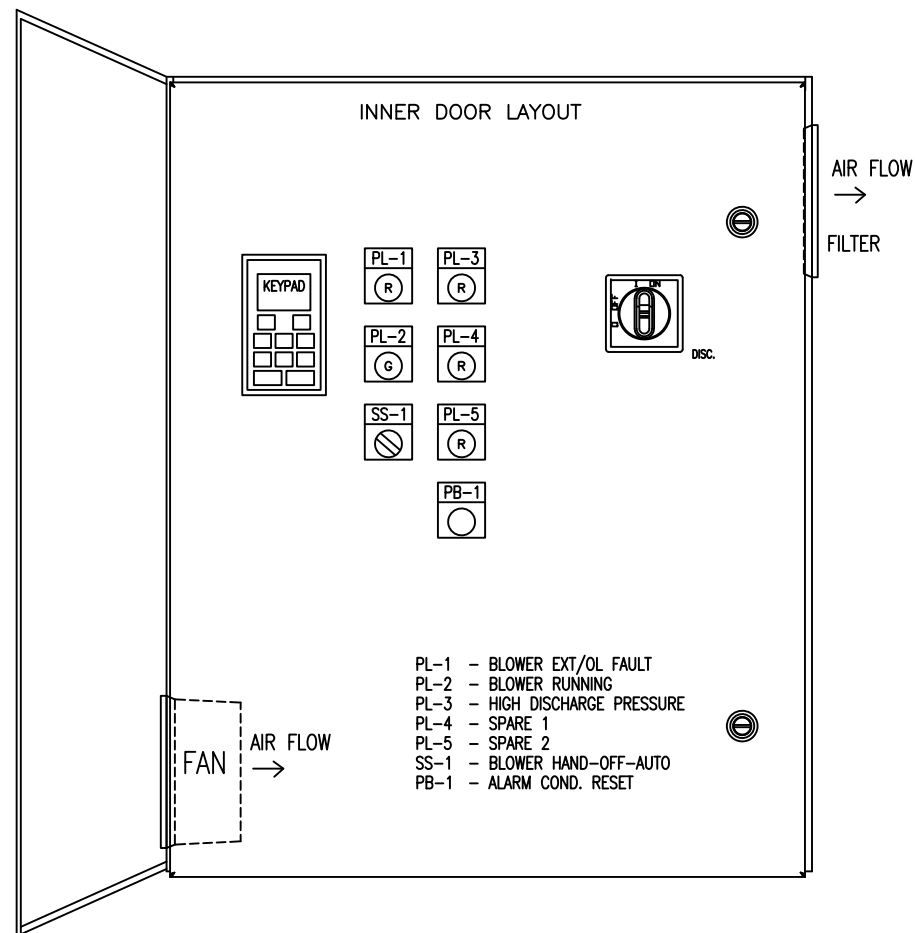 INNER DOOR LAYOUT
AIR FLOW
FILTER
KEYPAD
PL-1
R
PL-3
R
I ON
O OFF
DISC.
PL-2
G
PL-4
R
SS-1
PL-5
R
PB-1
PL-1 - BLOWER EXT/OL FAULT
PL-2 - BLOWER RUNNING
PL-3 - HIGH DISCHARGE PRESSURE
PL-4 - SPARE 1
PL-5 - SPARE 2
SS-1 - BLOWER HAND-OFF-AUTO
PB-1 - ALARM COND. RESET
FAN
AIR FLOW